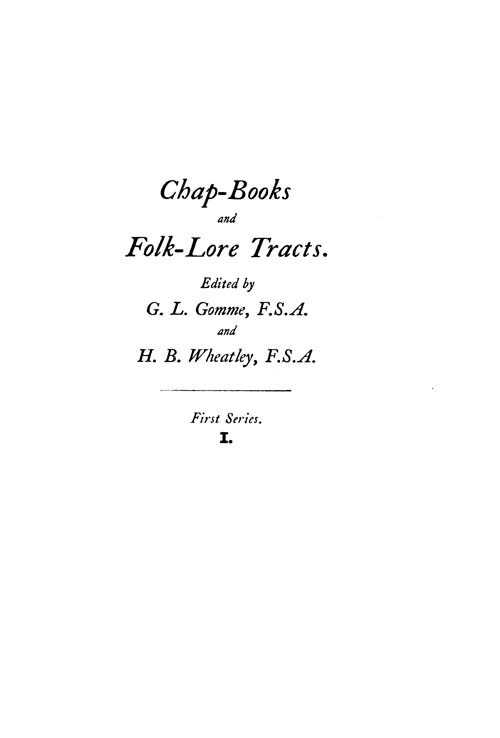 Chap-Books
and
Folk-Lore Tracts.
Edited by
G. L. Gomme, F.S.A.
and
H. B. Wheatley, F.S.A.
First Series.
I.